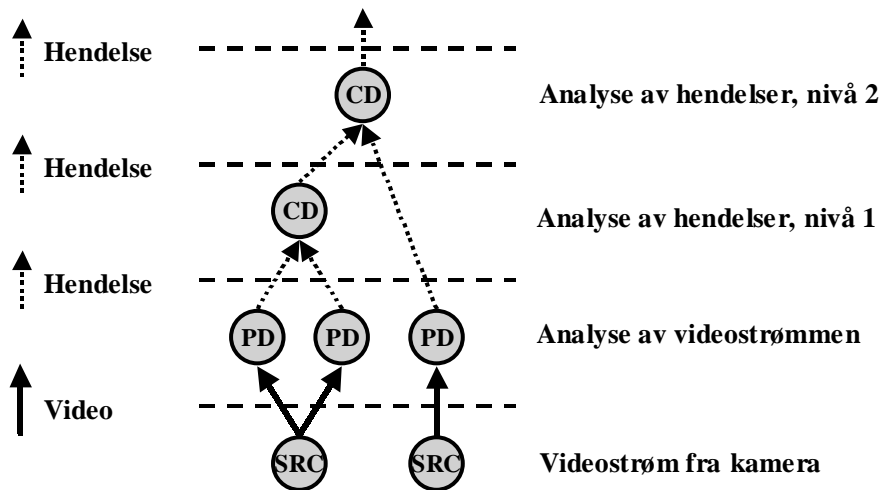 Hendelse
CD
Analyse av hendelser, nivå 2
Hendelse
CD
Analyse av hendelser, nivå 1
Hendelse
PD PD PD
Analyse av videostrømmen
Video
SRC SRC
Videostrøm fra kamera